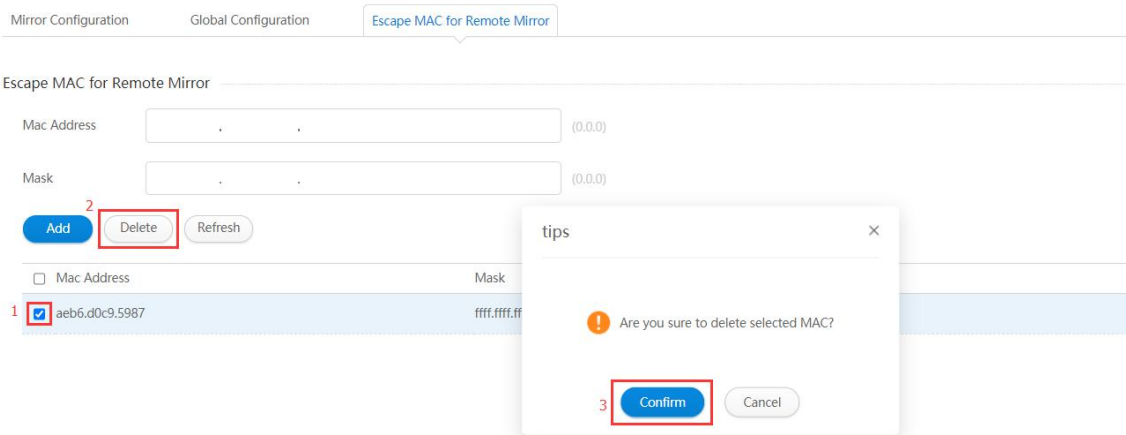 Mirror Configuration Global Configuration Escape MAC for Remote Mirror
Escape MAC for Remote Mirror
Mac Address . . (0.0.0)
Mask . . (0.0.0)
2
Add Delete Refresh
tips ×
Mac Address Mask
1 aeb6.d0c9.5987 ffff.ffff.ff
Are you sure to delete selected MAC?
3 Confirm Cancel